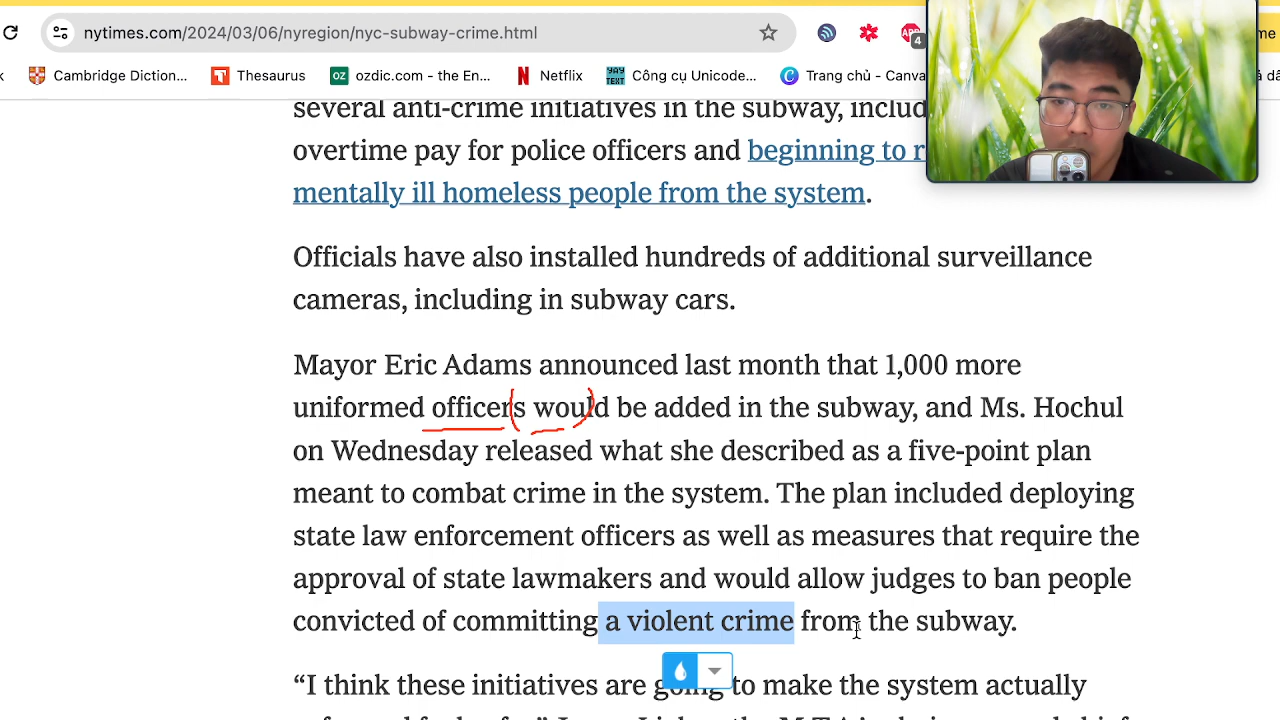 nytimes.com/2024/03/06/nyregion/nyc-subway-crime.html
4
Cambridge Diction... Thesaurus OZ ozdic.com - the En... N Netflix YAY TEXT Công cụ Unicode... C Trang chủ - Canva
several anti-crime initiatives in the subway, includ
overtime pay for police officers and beginning to r
mentally ill homeless people from the system.
Officials have also installed hundreds of additional surveillance
cameras, including in subway cars.
Mayor Eric Adams announced last month that 1,000 more
uniformed officers would be added in the subway, and Ms. Hochul
on Wednesday released what she described as a five-point plan
meant to combat crime in the system. The plan included deploying
state law enforcement officers as well as measures that require the
approval of state lawmakers and would allow judges to ban people
convicted of committing a violent crime from the subway.
“I think these initiatives are going to make the system actually